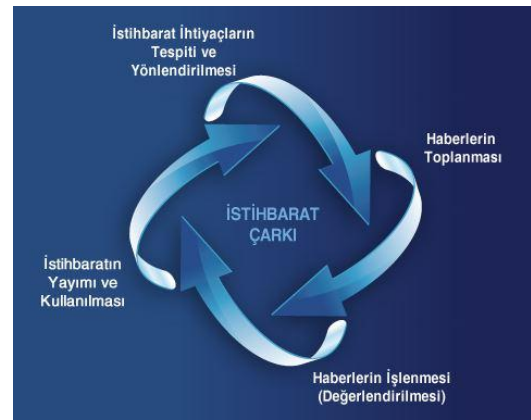 İstihbarat İhtiyaçların
Tespiti ve
Yönlendirilmesi
Haberlerin
Toplanması
İSTİHBARAT
ÇARKI
İstihbaratın
Yayımı ve
Kullanılması
Haberlerin İşlenmesi
(Değerlendirilmesi)